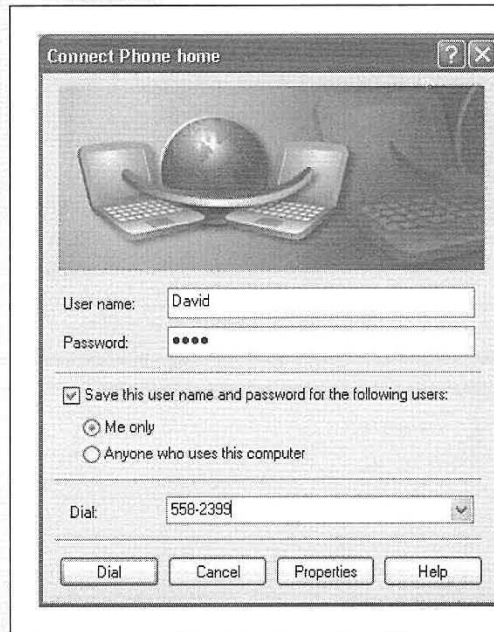 Connect Phone home
User name: David
Password: ••••
Save this user name and password for the following users:
Me only
Anyone who uses this computer
Dial: 558-2399
Dial Cancel Properties Help